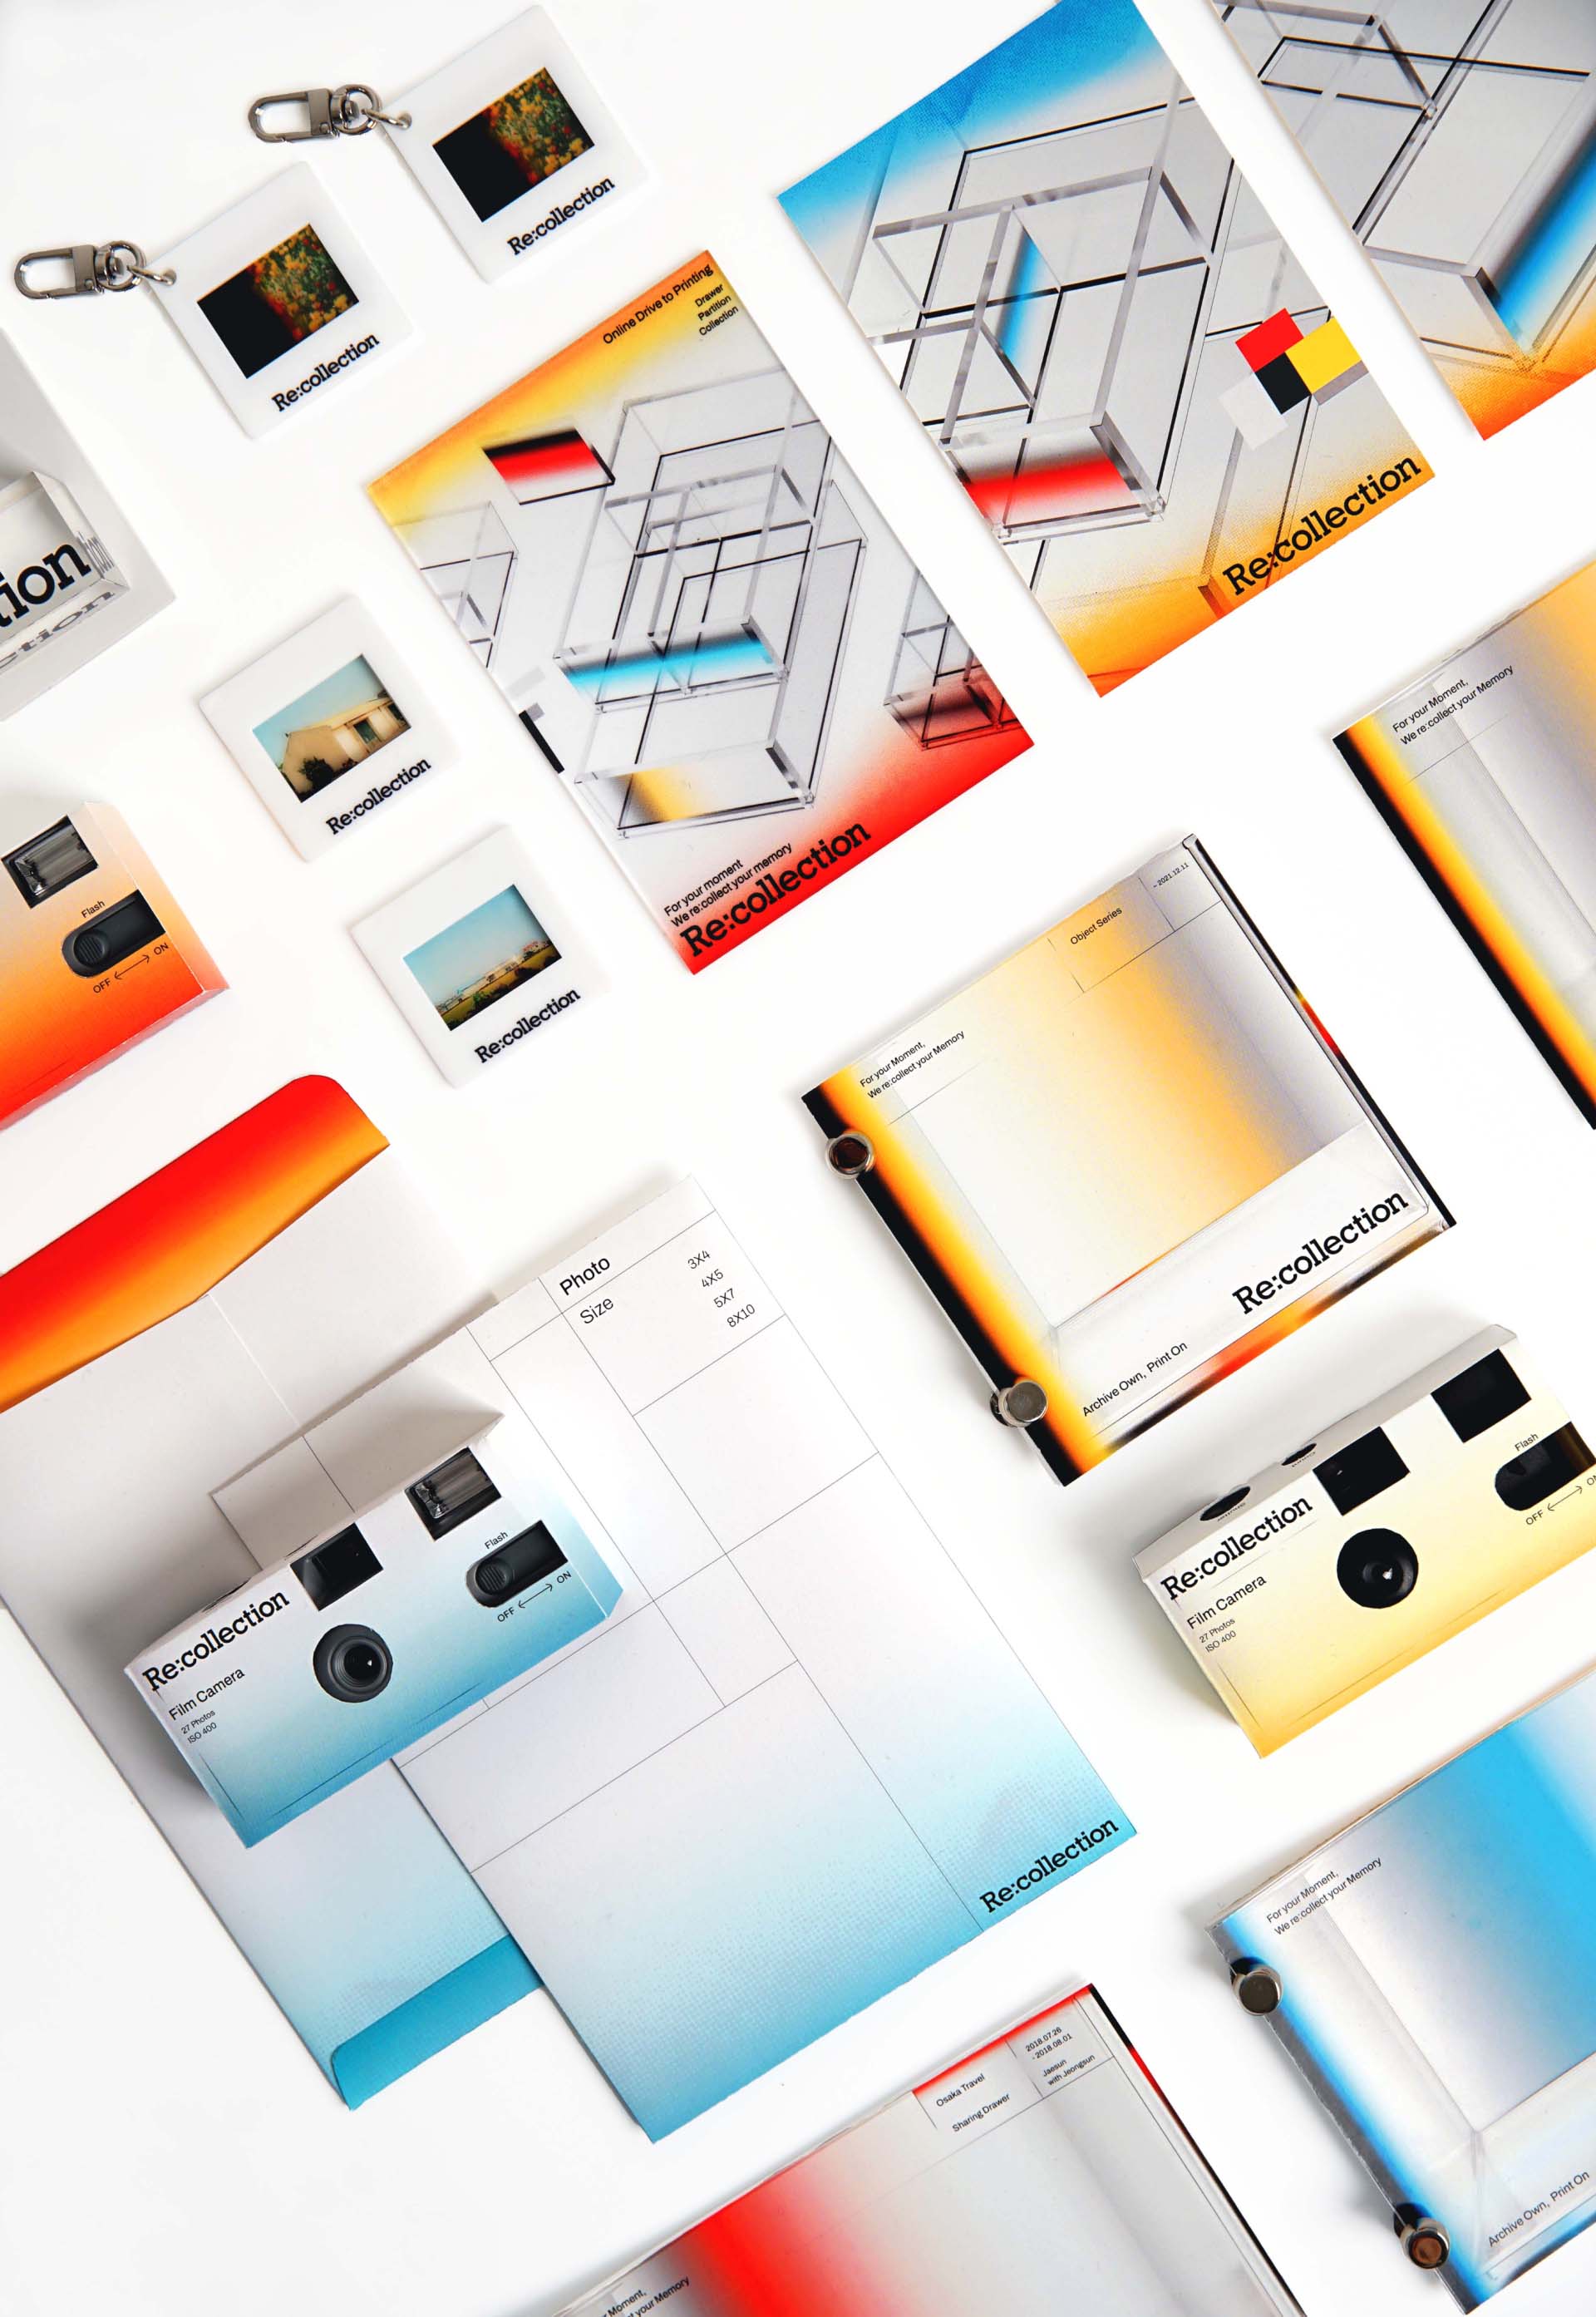 Re:collection
Re:collection
Online Drive to Printing
Drawer
Partition
Collection
For your moment
We re:collect your memory
Re:collection
Re:collection
tion
ction
Re:collection
Re:collection
Flash
OFF ON
For your Moment,
We re:collect your Memory
Object Series
- 2021.12.11
For your Moment,
We re:collect your Memory
Re:collection
Archive Own, Print On
Photo
Size
3X4
4X5
5X7
8X10
Re:collection
Re:collection
Film Camera
27 Photos
ISO 400
Flash
OFF ON
Re:collection
Film Camera
27 Photos
ISO 400
Flash
OFF ON
For your Moment,
We re:collect your Memory
Archive Own, Print On
Osaka Travel
Sharing Drawer
2018.07.26
- 2018.08.01
Jaesun
with Jeongsun
Moment,
your Memory